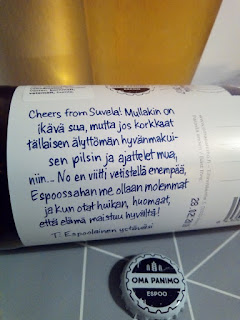 Cheers from Suvela! Mullakin on
ikävä sua, mutta jos korkkaat
tällaisen älyttömän hyvänmakui-
sen pilsin ja ajattelet mua,
niin... No en viitti vetistellä enempää,
Espoossahan me ollaan molemmat
ja kun otat huikan, huomaat,
että elämä maistuu hyvältä!
T. Espoolainen ystäväsi
OMA PANIMO
ESPOO